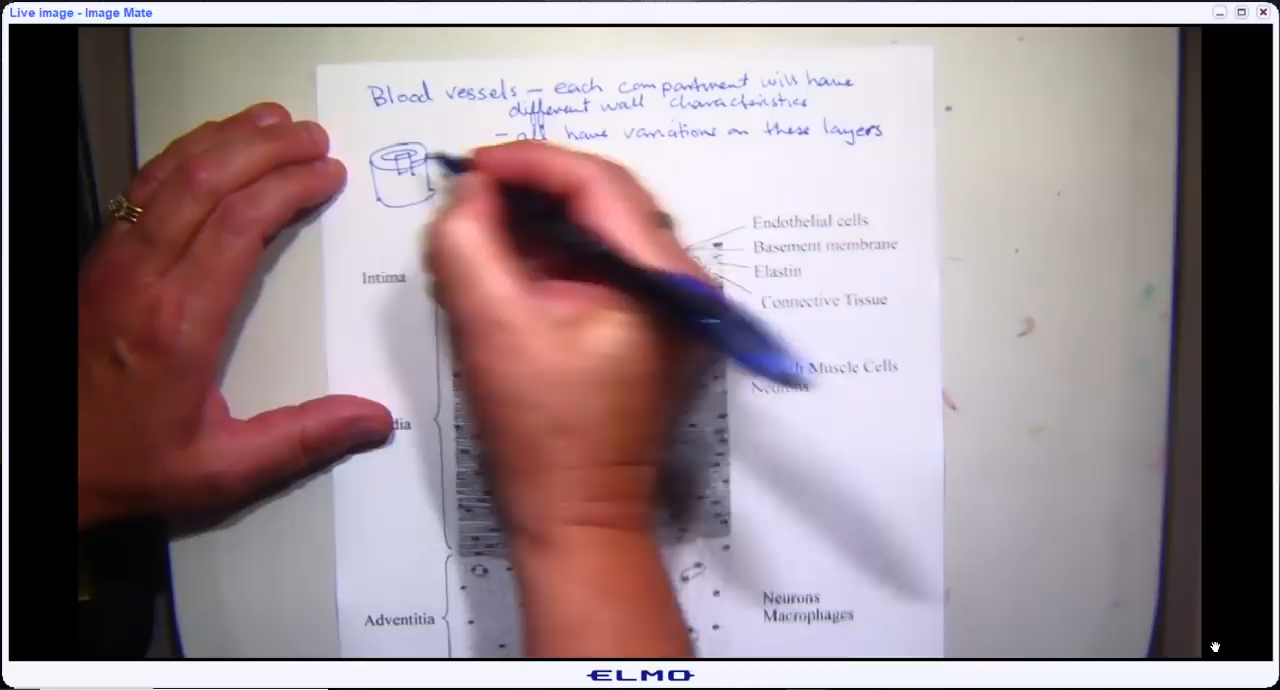 Live image - Image Mate
Blood vessels – each compartment will have
different wall characteristics
– all have variations on these layers
Endothelial cells
Basement membrane
Elastin
Intima
Connective Tissue
Muscle Cells
Neurons
Adventitia
Neurons
Macrophages
ELMO